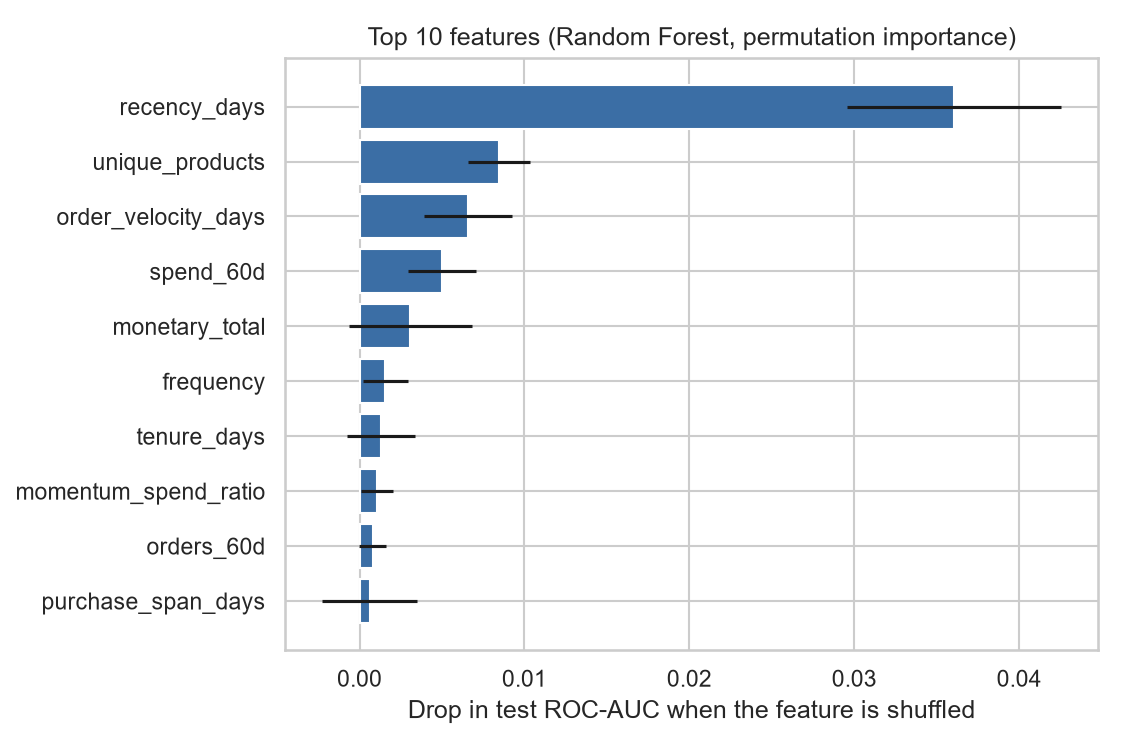 Top 10 features (Random Forest, permutation importance)
recency_days
unique_products
order_velocity_days
spend_60d
monetary_total
frequency
tenure_days
momentum_spend_ratio
orders_60d
purchase_span_days
0.00 0.01 0.02 0.03 0.04
Drop in test ROC-AUC when the feature is shuffled